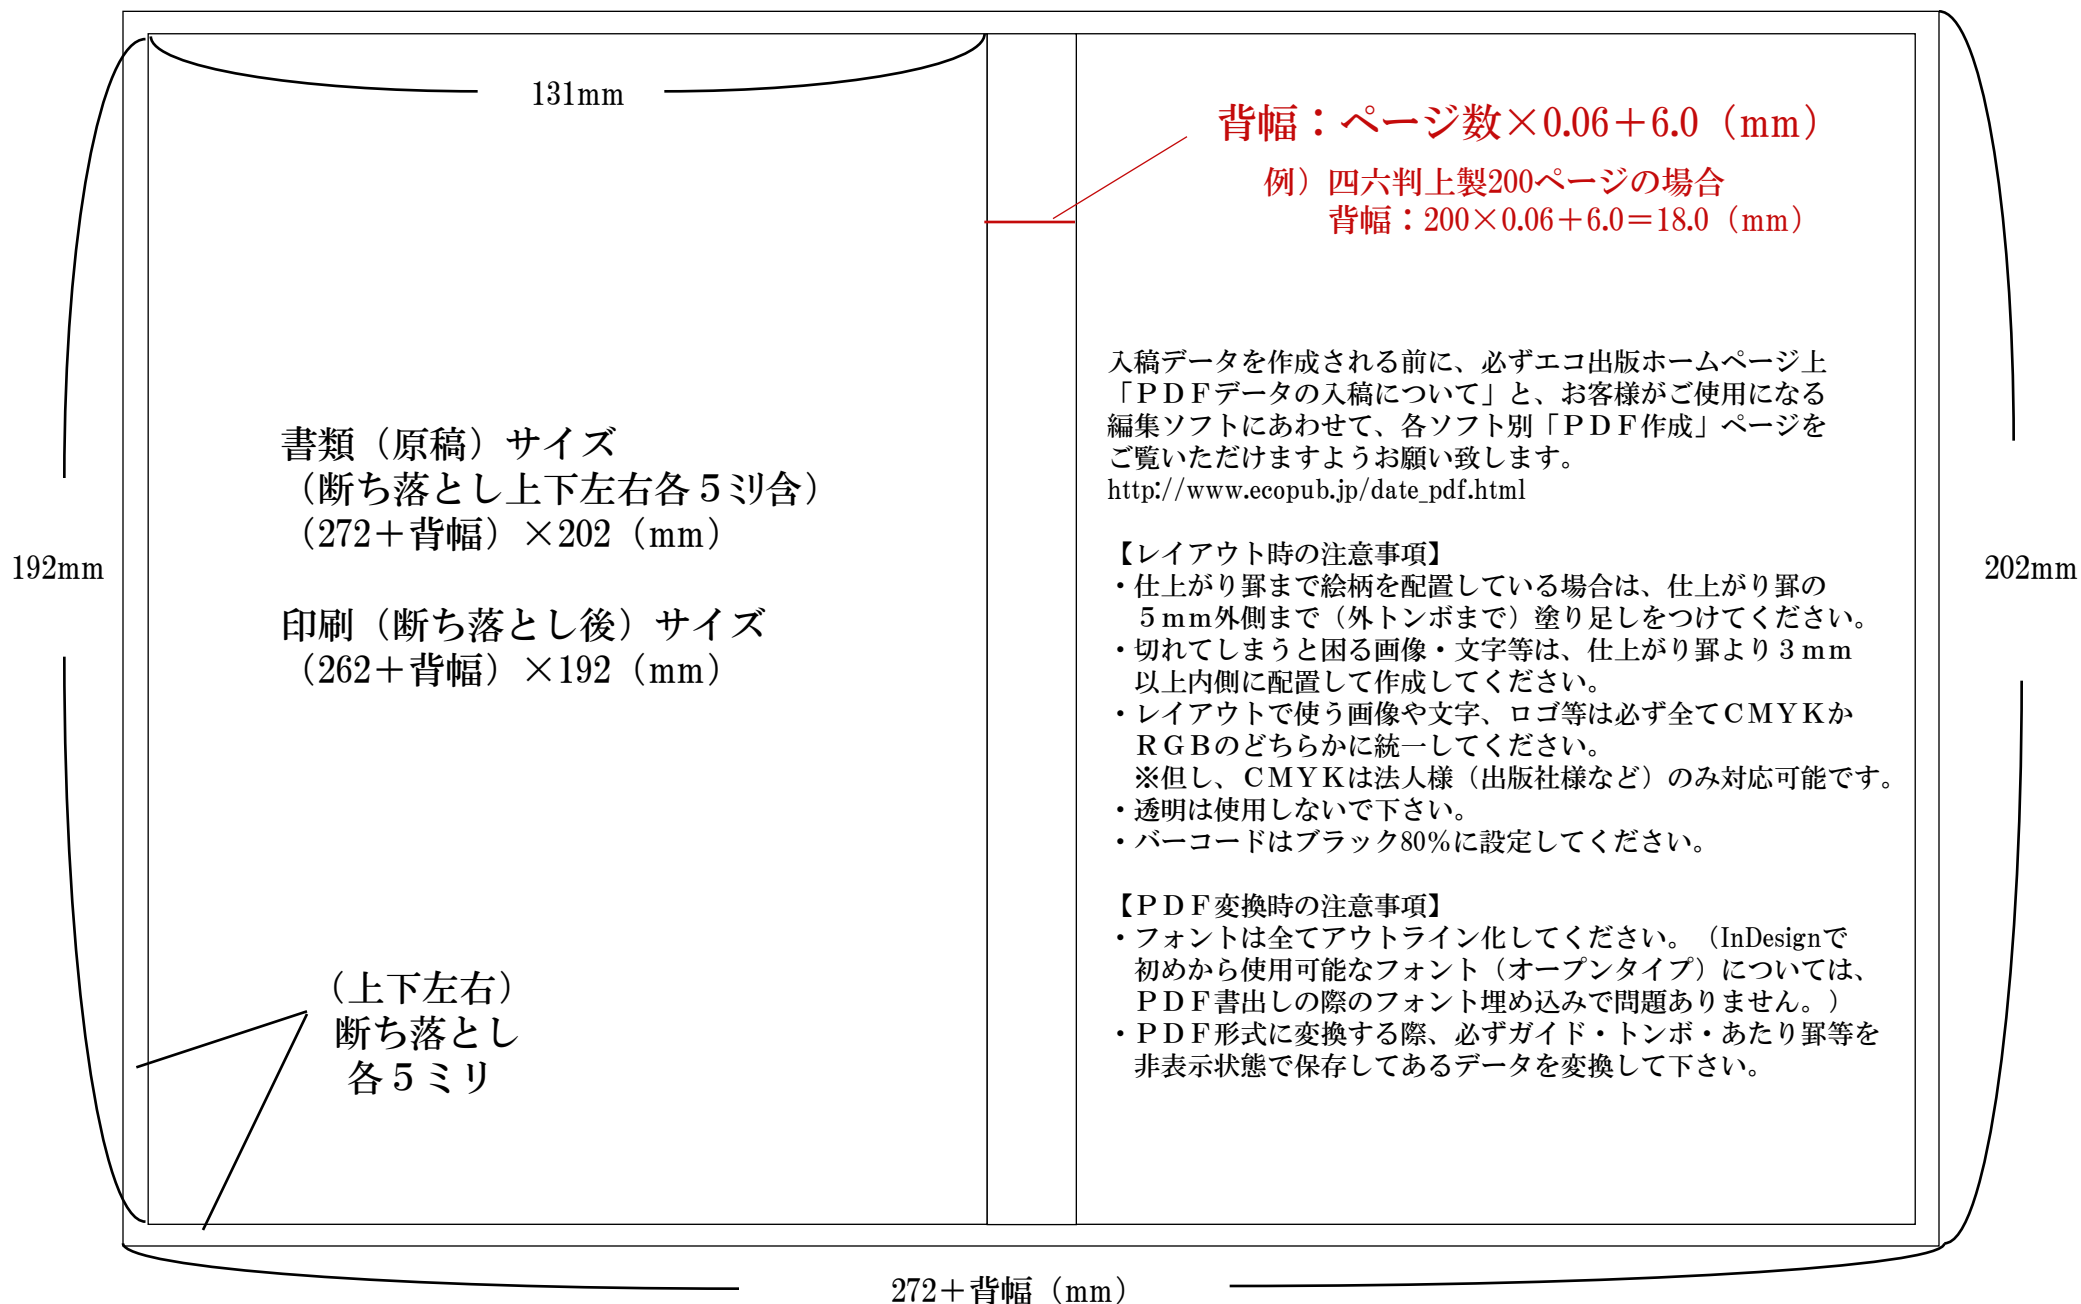 131mm
背幅：ページ数×0.06＋6.0（mm）
例）四六判上製200ページの場合
背幅：200×0.06＋6.0＝18.0（mm）
書類（原稿）サイズ
（断ち落とし上下左右各５ミリ含）
（272＋背幅）×202（mm）
印刷（断ち落とし後）サイズ
（262＋背幅）×192（mm）
192mm
（上下左右）
断ち落とし
各５ミリ
入稿データを作成される前に、必ずエコ出版ホームページ上
「ＰＤＦデータの入稿について」と、お客様がご使用になる
編集ソフトにあわせて、各ソフト別「ＰＤＦ作成」ページを
ご覧いただけますようお願い致します。
http://www.ecopub.jp/date_pdf.html
【レイアウト時の注意事項】
・仕上がり罫まで絵柄を配置している場合は、仕上がり罫の
５ｍｍ外側まで（外トンボまで）塗り足しをつけてください。
・切れてしまうと困る画像・文字等は、仕上がり罫より３ｍｍ
以上内側に配置して作成してください。
・レイアウトで使う画像や文字、ロゴ等は必ず全てＣＭＹＫか
ＲＧＢのどちらかに統一してください。
※但し、ＣＭＹＫは法人様（出版社様など）のみ対応可能です。
・透明は使用しないで下さい。
・バーコードはブラック80％に設定してください。
【ＰＤＦ変換時の注意事項】
・フォントは全てアウトライン化してください。（InDesignで
初めから使用可能なフォント（オープンタイプ）については、
ＰＤＦ書出しの際のフォント埋め込みで問題ありません。）
・ＰＤＦ形式に変換する際、必ずガイド・トンボ・あたり罫等を
非表示状態で保存してあるデータを変換して下さい。
202mm
272＋背幅（mm）